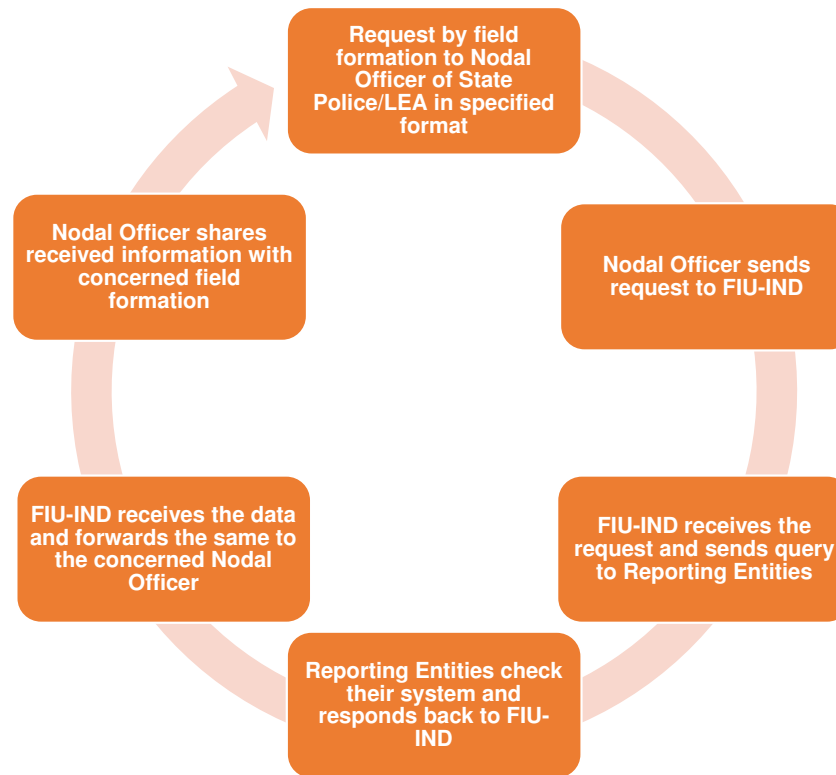 Request by field
formation to Nodal
Officer of State
Police/LEA in specified
format
Nodal Officer sends
request to FIU-IND
FIU-IND receives the
request and sends query
to Reporting Entities
Reporting Entities check
their system and
responds back to FIU-
IND
FIU-IND receives the data
and forwards the same to
the concerned Nodal
Officer
Nodal Officer shares
received information with
concerned field
formation